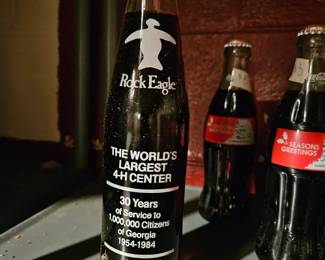 Rock Eagle
THE WORLD'S
LARGEST
4-H CENTER
30 Years
of Service to
1,000,000 Citizens
of Georgia
1954-1984
SEASONS
GREETINGS